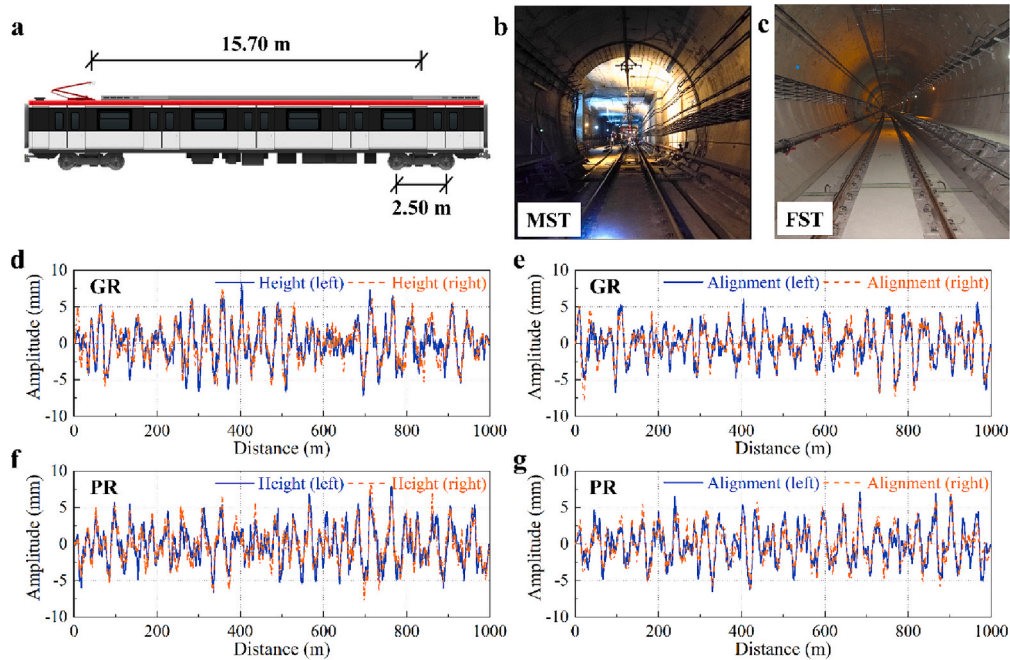 a
15.70 m
2.50 m
b
MST
c
FST
d
GR
Height (left)
Height (right)
Amplitude (mm)
10
5
0
-5
-10
0 200 400 600 800 1000
Distance (m)
e
GR
Alignment (left)
Alignment (right)
Amplitude (mm)
10
5
0
-5
-10
0 200 400 600 800 1000
Distance (m)
f
PR
Height (left)
Height (right)
Amplitude (mm)
10
5
0
-5
-10
0 200 400 600 800 1000
Distance (m)
g
PR
Alignment (left)
Alignment (right)
Amplitude (mm)
10
5
0
-5
-10
0 200 400 600 800 1000
Distance (m)